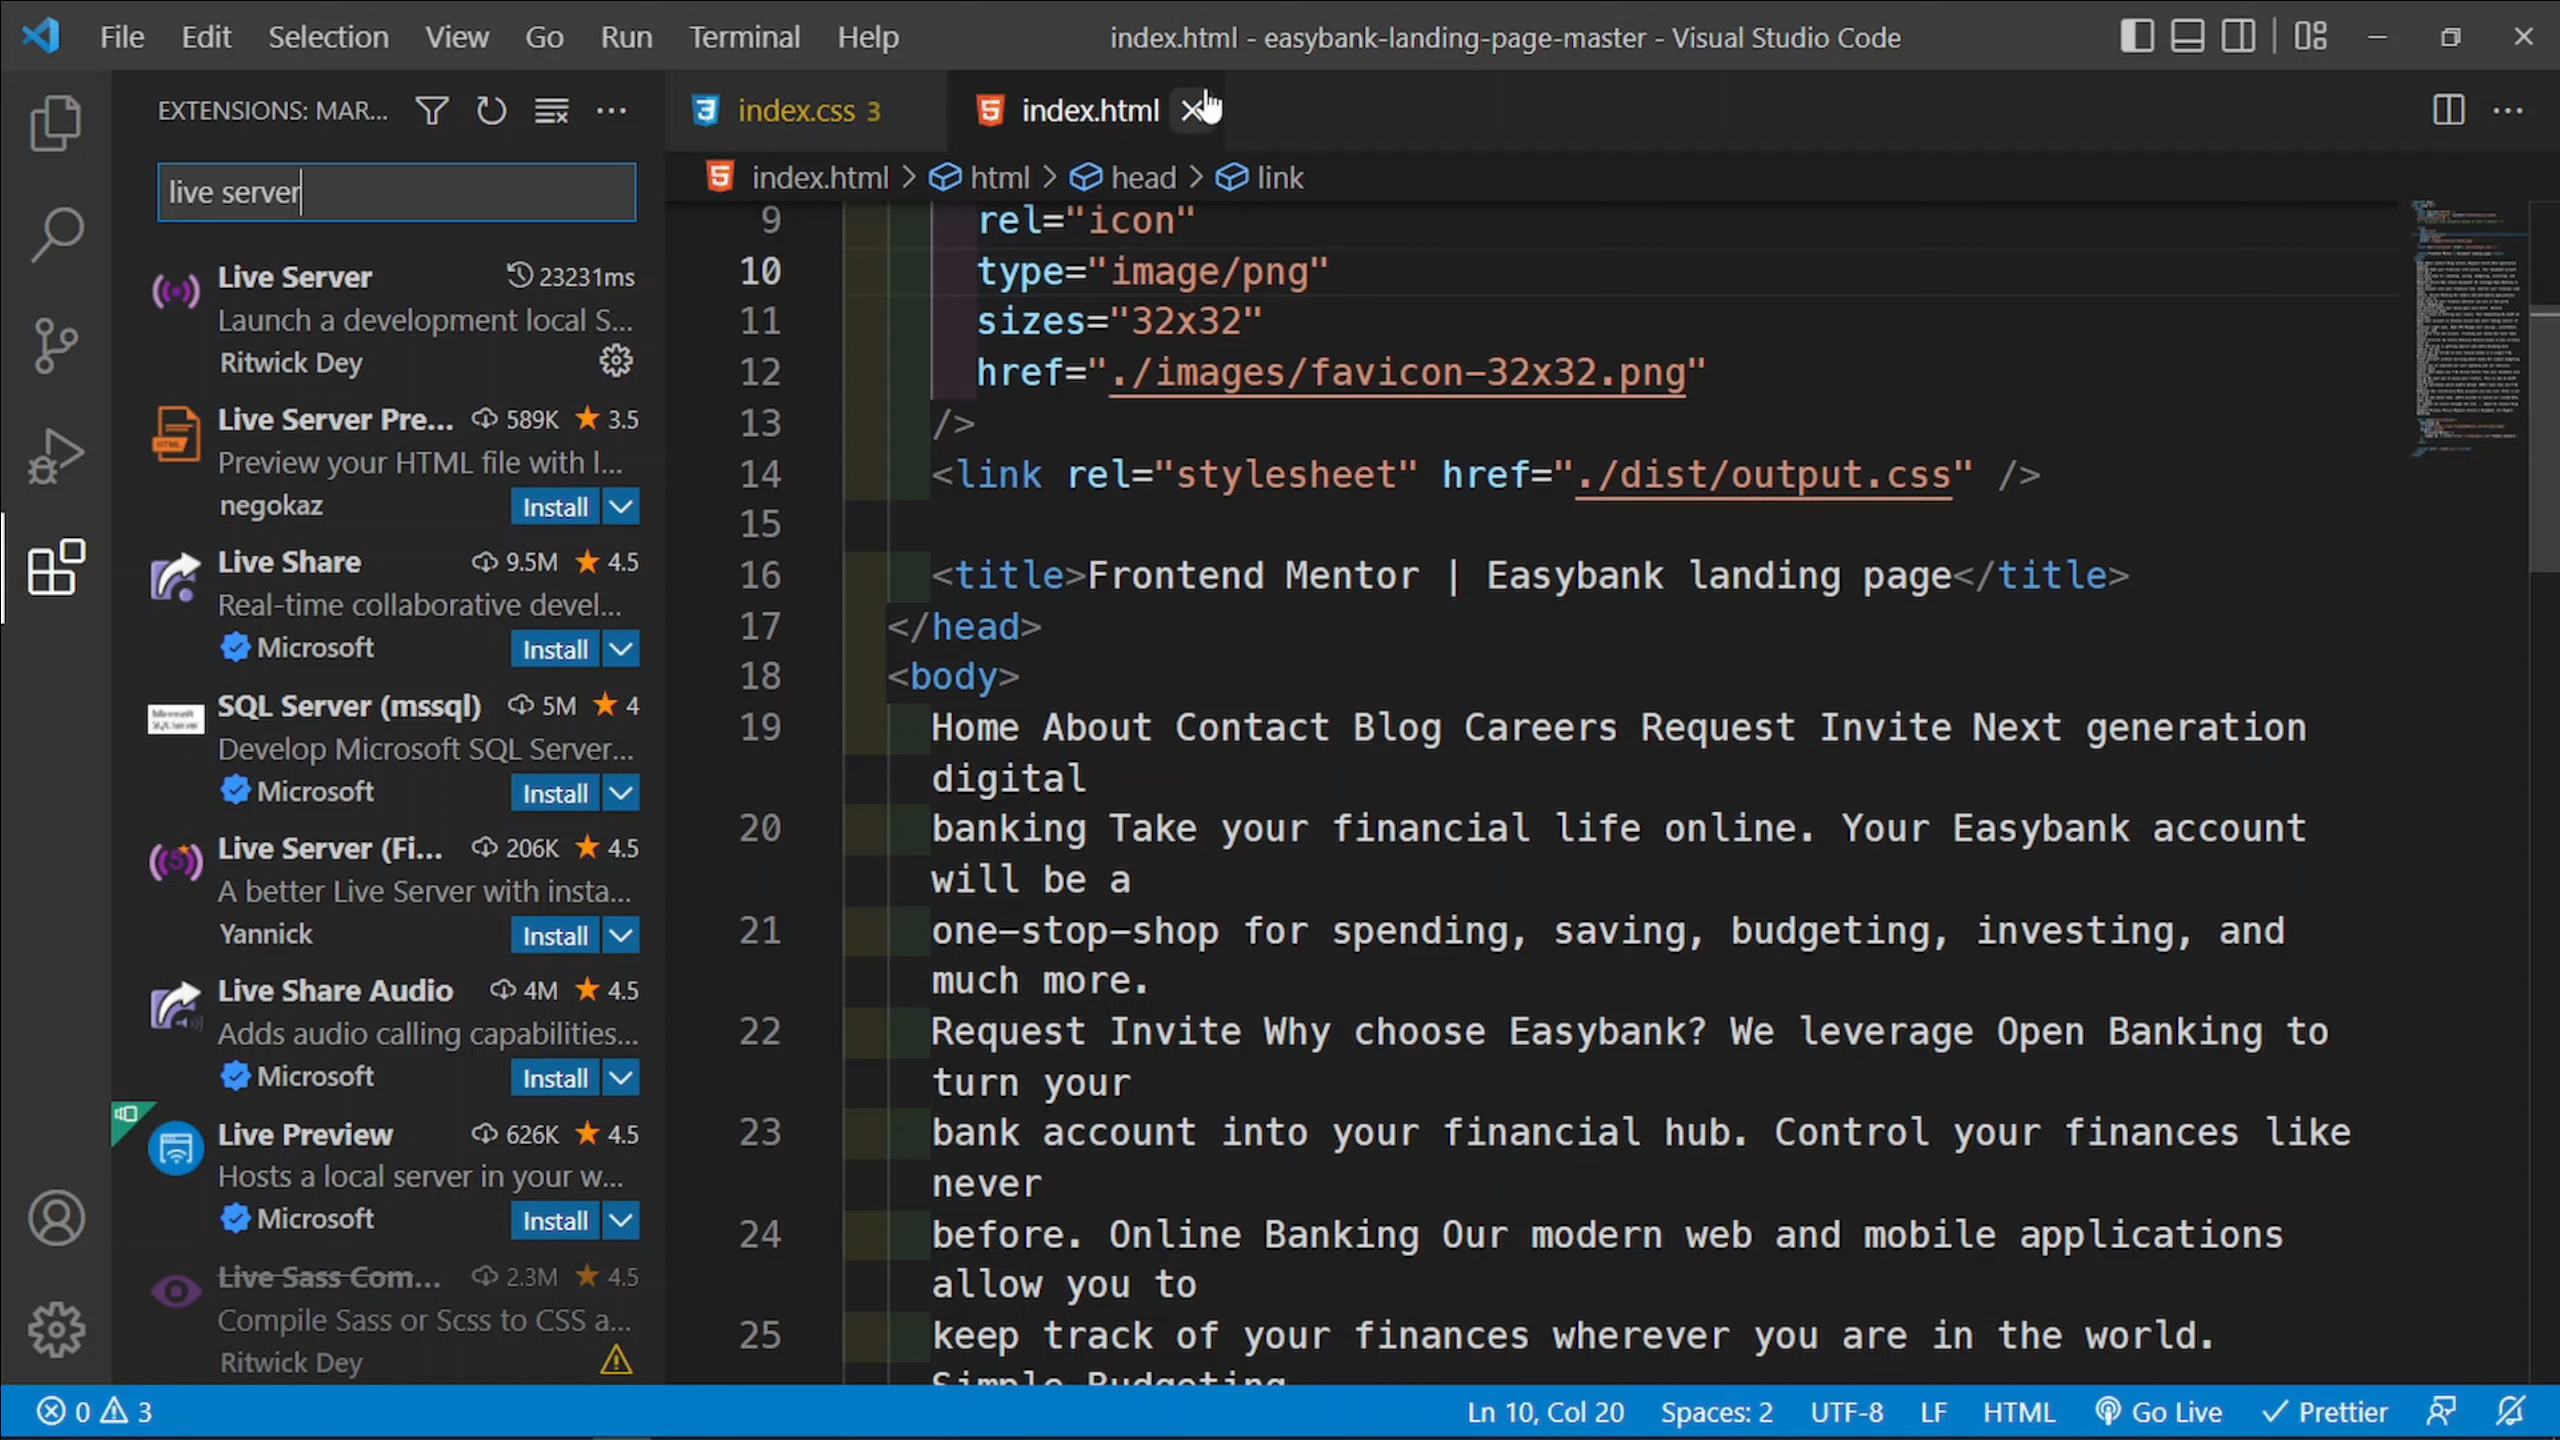 File Edit Selection View Go Run Terminal Help index.html - easybank-landing-page-master - Visual Studio Code
EXTENSIONS: MAR...
live server
Live Server 23231ms
Launch a development local S...
Ritwick Dey
Live Server Pre... 589K 3.5
Preview your HTML file with l...
negokaz Install
Live Share 9.5M 4.5
Real-time collaborative devel...
Microsoft Install
SQL Server (mssql) 5M 4
Develop Microsoft SQL Server...
Microsoft Install
Live Server (Fi... 206K 4.5
A better Live Server with insta...
Yannick Install
Live Share Audio 4M 4.5
Adds audio calling capabilities...
Microsoft Install
Live Preview 626K 4.5
Hosts a local server in your w...
Microsoft Install
Live Sass Com... 2.3M 4.5
Compile Sass or Scss to CSS a...
Ritwick Dey
index.css 3 index.html
index.html > html > head > link
9 rel="icon"
10 type="image/png"
11 sizes="32x32"
12 href="./images/favicon-32x32.png"
13 />
14 <link rel="stylesheet" href="./dist/output.css" />
15
16 <title>Frontend Mentor | Easybank landing page</title>
17 </head>
18 <body>
19 Home About Contact Blog Careers Request Invite Next generation
digital
20 banking Take your financial life online. Your Easybank account
will be a
21 one-stop-shop for spending, saving, budgeting, investing, and
much more.
22 Request Invite Why choose Easybank? We leverage Open Banking to
turn your
23 bank account into your financial hub. Control your finances like
never
24 before. Online Banking Our modern web and mobile applications
allow you to
25 keep track of your finances wherever you are in the world.
Simple Budgeting
0 3 Ln 10, Col 20 Spaces: 2 UTF-8 LF HTML Go Live Prettier